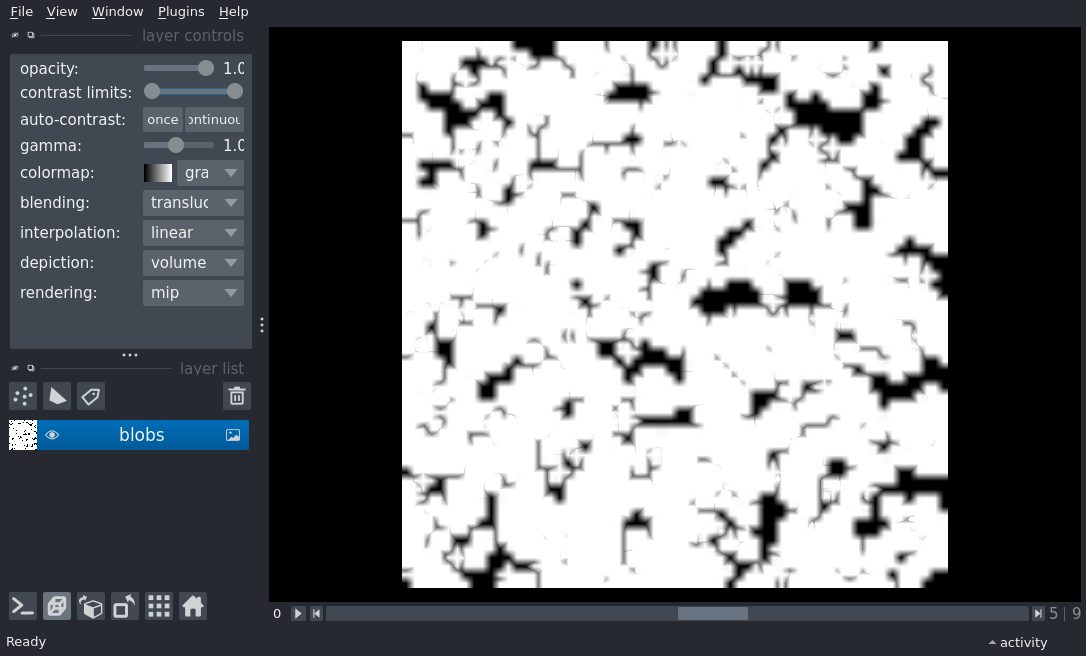 File View Window Plugins Help
layer controls
opacity: 1.0
contrast limits:
auto-contrast: once ontinuou
gamma: 1.0
colormap: gra
blending: transluc
interpolation: linear
depiction: volume
rendering: mip
layer list
blobs
0 5 | 9
Ready activity